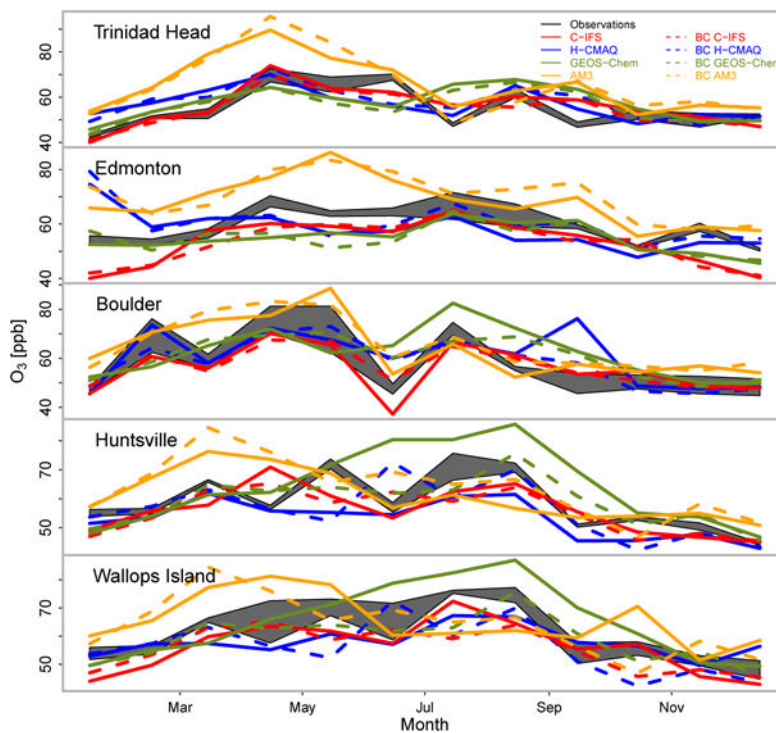 Trinidad Head
Observations
C-IFS BC C-IFS
H-CMAQ BC H-CMAQ
GEOS-Chem BC GEOS-Chem
AM3 BC AM3
80
60
40
Edmonton
80
60
40
Boulder
80
60
40
O3 [ppb]
Huntsville
70
50
Wallops Island
70
50
Mar May Jul Sep Nov
Month